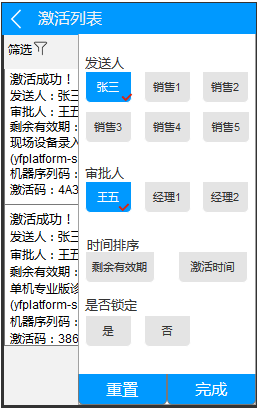 激活列表
筛选
激活成功！
发送人：张三
审批人：王五
剩余有效期：
现场设备录入
(yfplatform-s
机器序列码：
激活码：4A3
激活成功！
发送人：张三
审批人：王五
剩余有效期：
单机专业版诊
(yfplatform-s
机器序列码：
激活码：386
发送人
张三 销售1 销售2
销售3 销售4 销售5
审批人
王五 经理1 经理2
时间排序
剩余有效期 激活时间
是否锁定
是 否
重置 完成